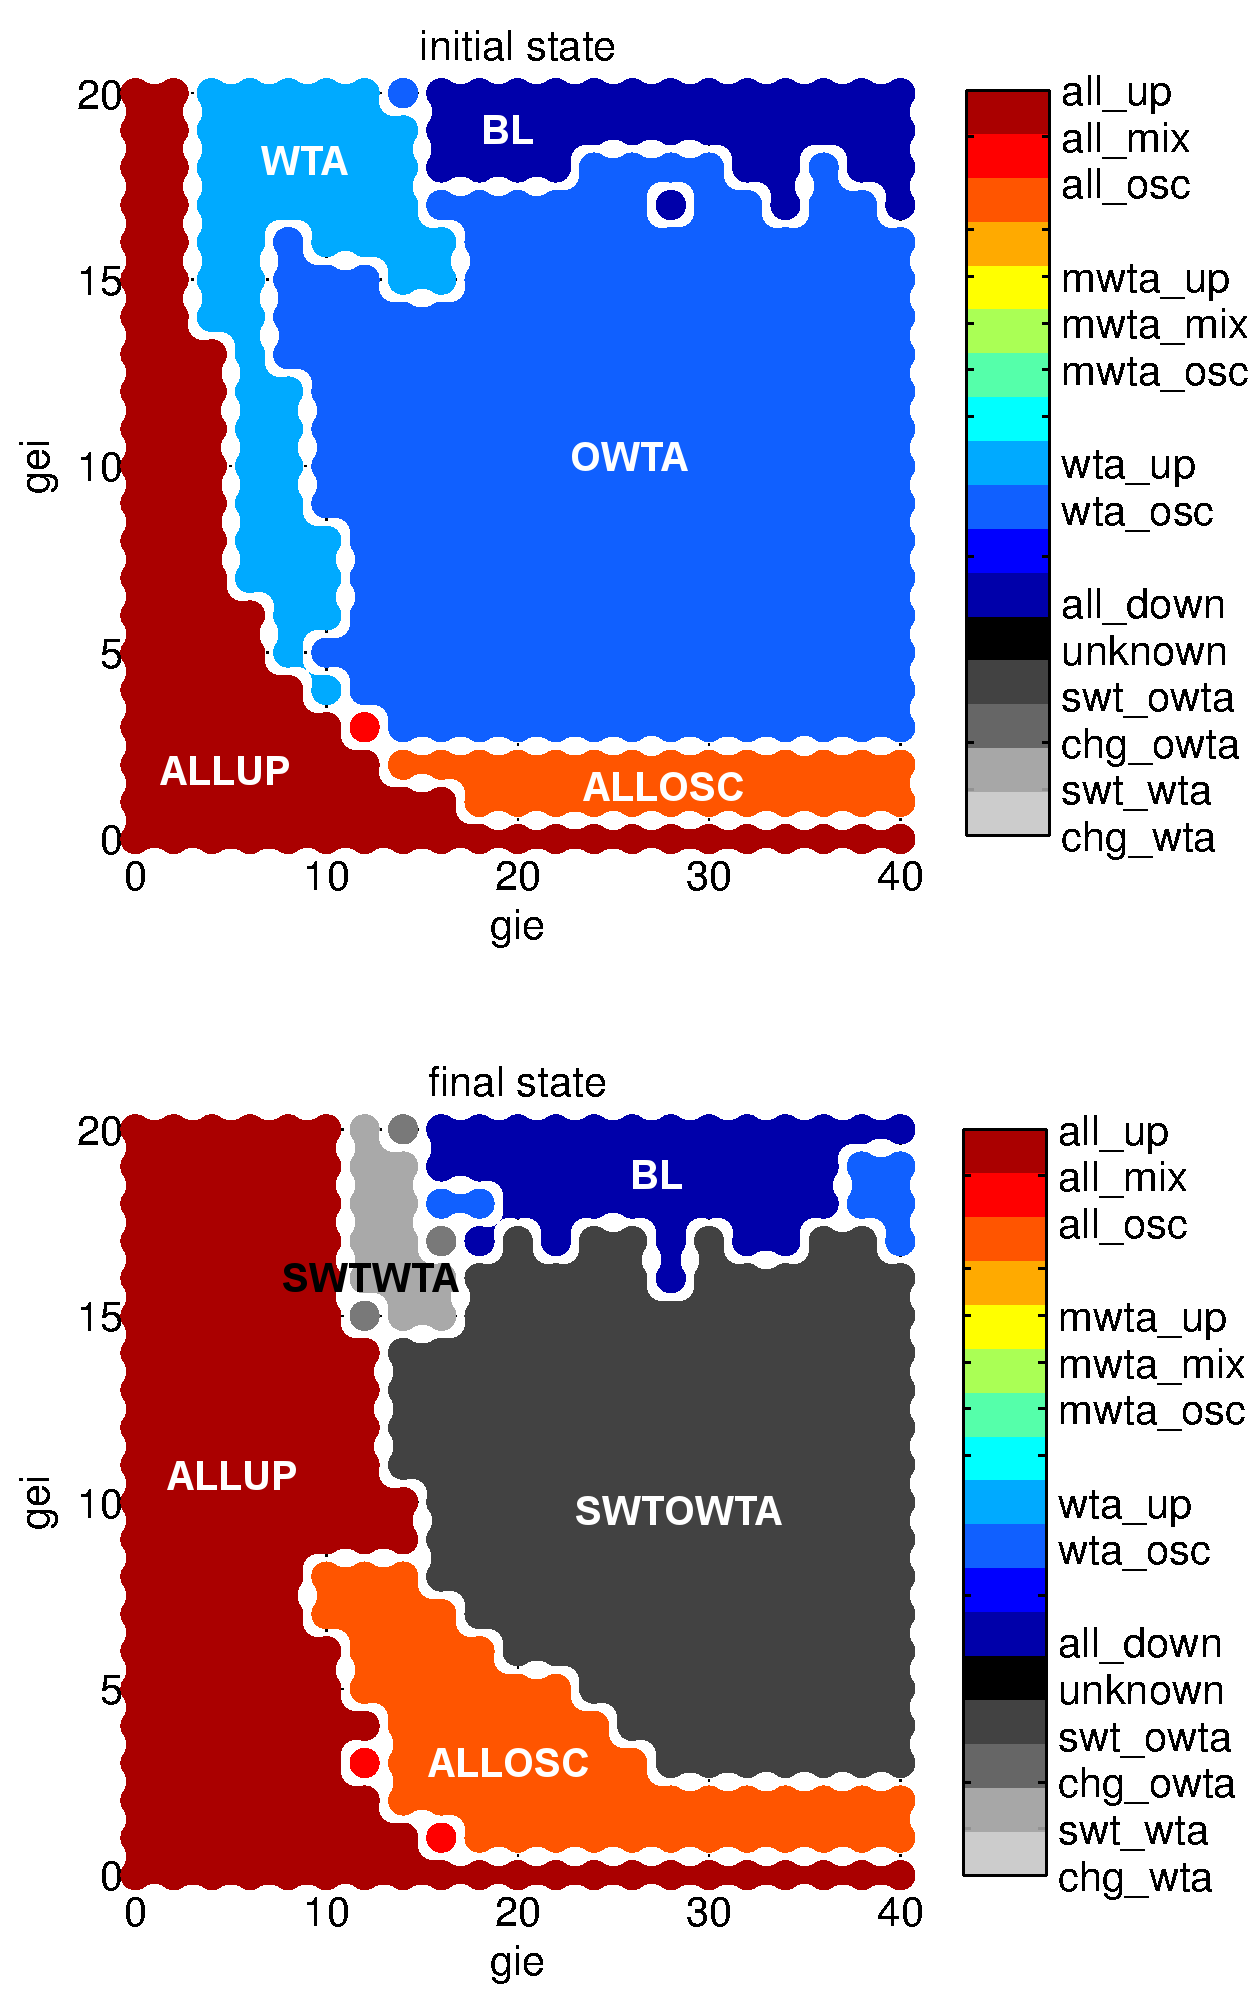 initial state
20
15
10
5
0
gei
0 10 20 30 40
gie
WTA
BL
OWTA
ALLUP
ALLOSC
all_up
all_mix
all_osc
mwta_up
mwta_mix
mwta_osc
wta_up
wta_osc
all_down
unknown
swt_owta
chg_owta
swt_wta
chg_wta
final state
20
15
10
5
0
gei
0 10 20 30 40
gie
BL
SWTWTA
ALLUP
SWTOWTA
ALLOSC
all_up
all_mix
all_osc
mwta_up
mwta_mix
mwta_osc
wta_up
wta_osc
all_down
unknown
swt_owta
chg_owta
swt_wta
chg_wta